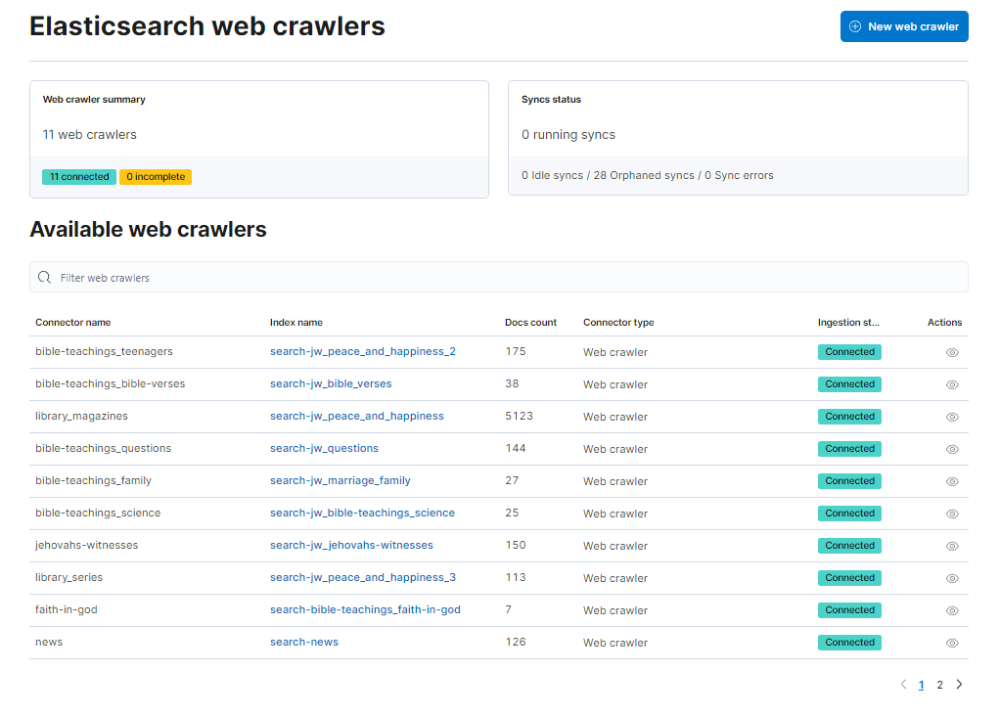 Elasticsearch web crawlers
New web crawler
Web crawler summary
11 web crawlers
11 connected 0 incomplete
Syncs status
0 running syncs
0 Idle syncs / 28 Orphaned syncs / 0 Sync errors
Available web crawlers
Filter web crawlers
Connector name Index name Docs count Connector type Ingestion st... Actions
bible-teachings_teenagers search-jw_peace_and_happiness_2 175 Web crawler Connected
bible-teachings_bible-verses search-jw_bible_verses 38 Web crawler Connected
library_magazines search-jw_peace_and_happiness 5123 Web crawler Connected
bible-teachings_questions search-jw_questions 144 Web crawler Connected
bible-teachings_family search-jw_marriage_family 27 Web crawler Connected
bible-teachings_science search-jw_bible-teachings_science 25 Web crawler Connected
jehovahs-witnesses search-jw_jehovahs-witnesses 150 Web crawler Connected
library_series search-jw_peace_and_happiness_3 113 Web crawler Connected
faith-in-god search-bible-teachings_faith-in-god 7 Web crawler Connected
news search-news 126 Web crawler Connected
1 2